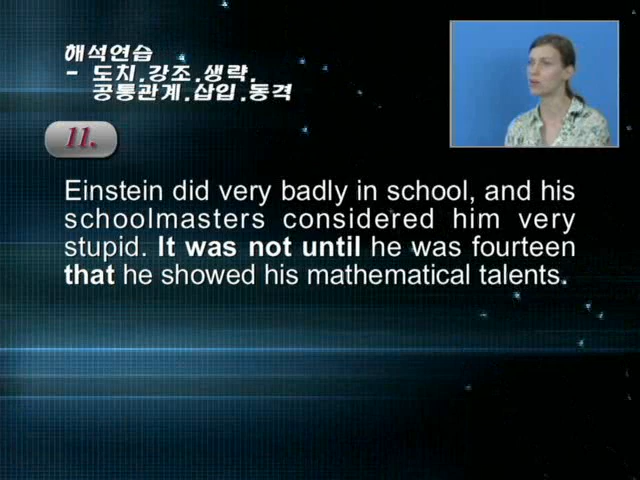 해석연습
- 도치.강조.생략.
공통관계.삽입.동격
11.
Einstein did very badly in school, and his
schoolmasters considered him very
stupid. It was not until he was fourteen
that he showed his mathematical talents.